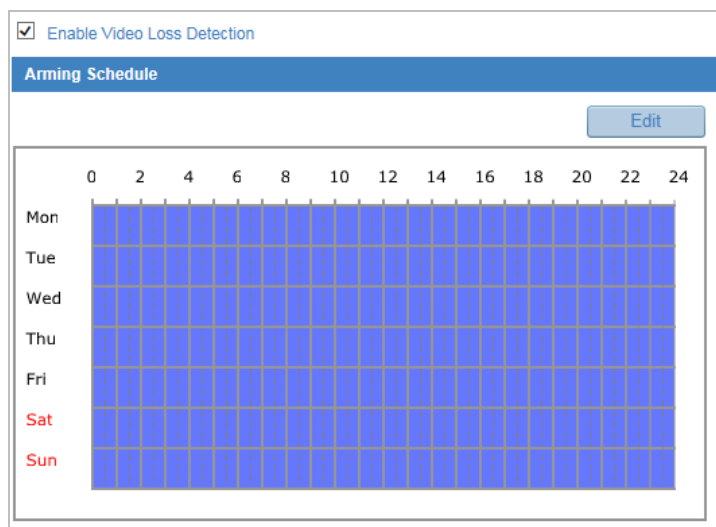 Enable Video Loss Detection
Arming Schedule
Edit
0 2 4 6 8 10 12 14 16 18 20 22 24
Mon
Tue
Wed
Thu
Fri
Sat
Sun